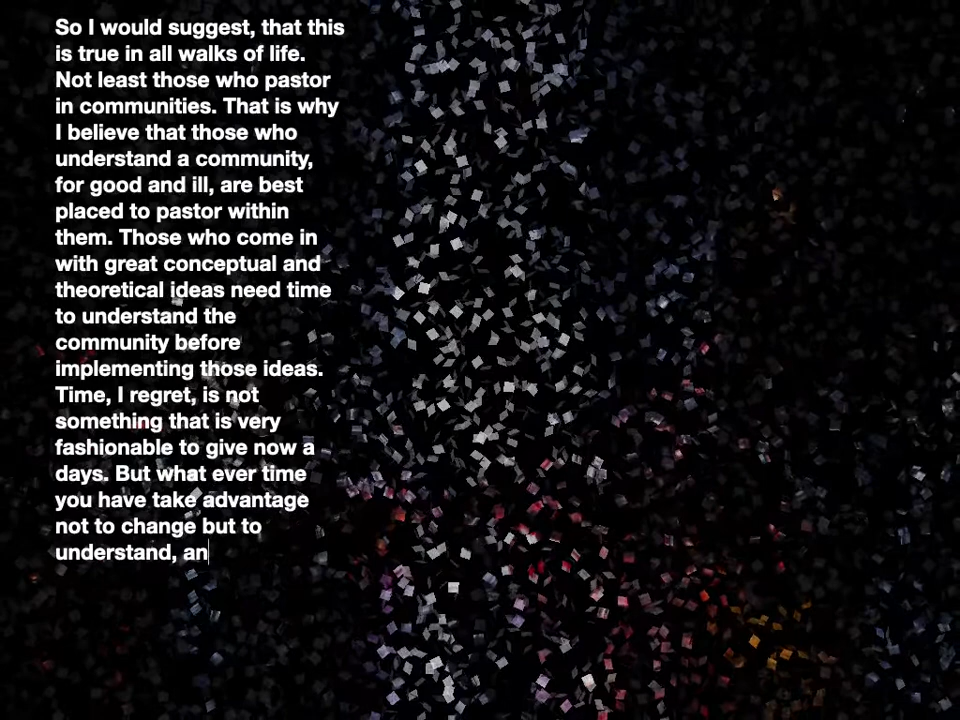 So I would suggest, that this
is true in all walks of life.
Not least those who pastor
in communities. That is why
I believe that those who
understand a community,
for good and ill, are best
placed to pastor within
them. Those who come in
with great conceptual and
theoretical ideas need time
to understand the
community before
implementing those ideas.
Time, I regret, is not
something that is very
fashionable to give now a
days. But what ever time
you have take advantage
not to change but to
understand, an